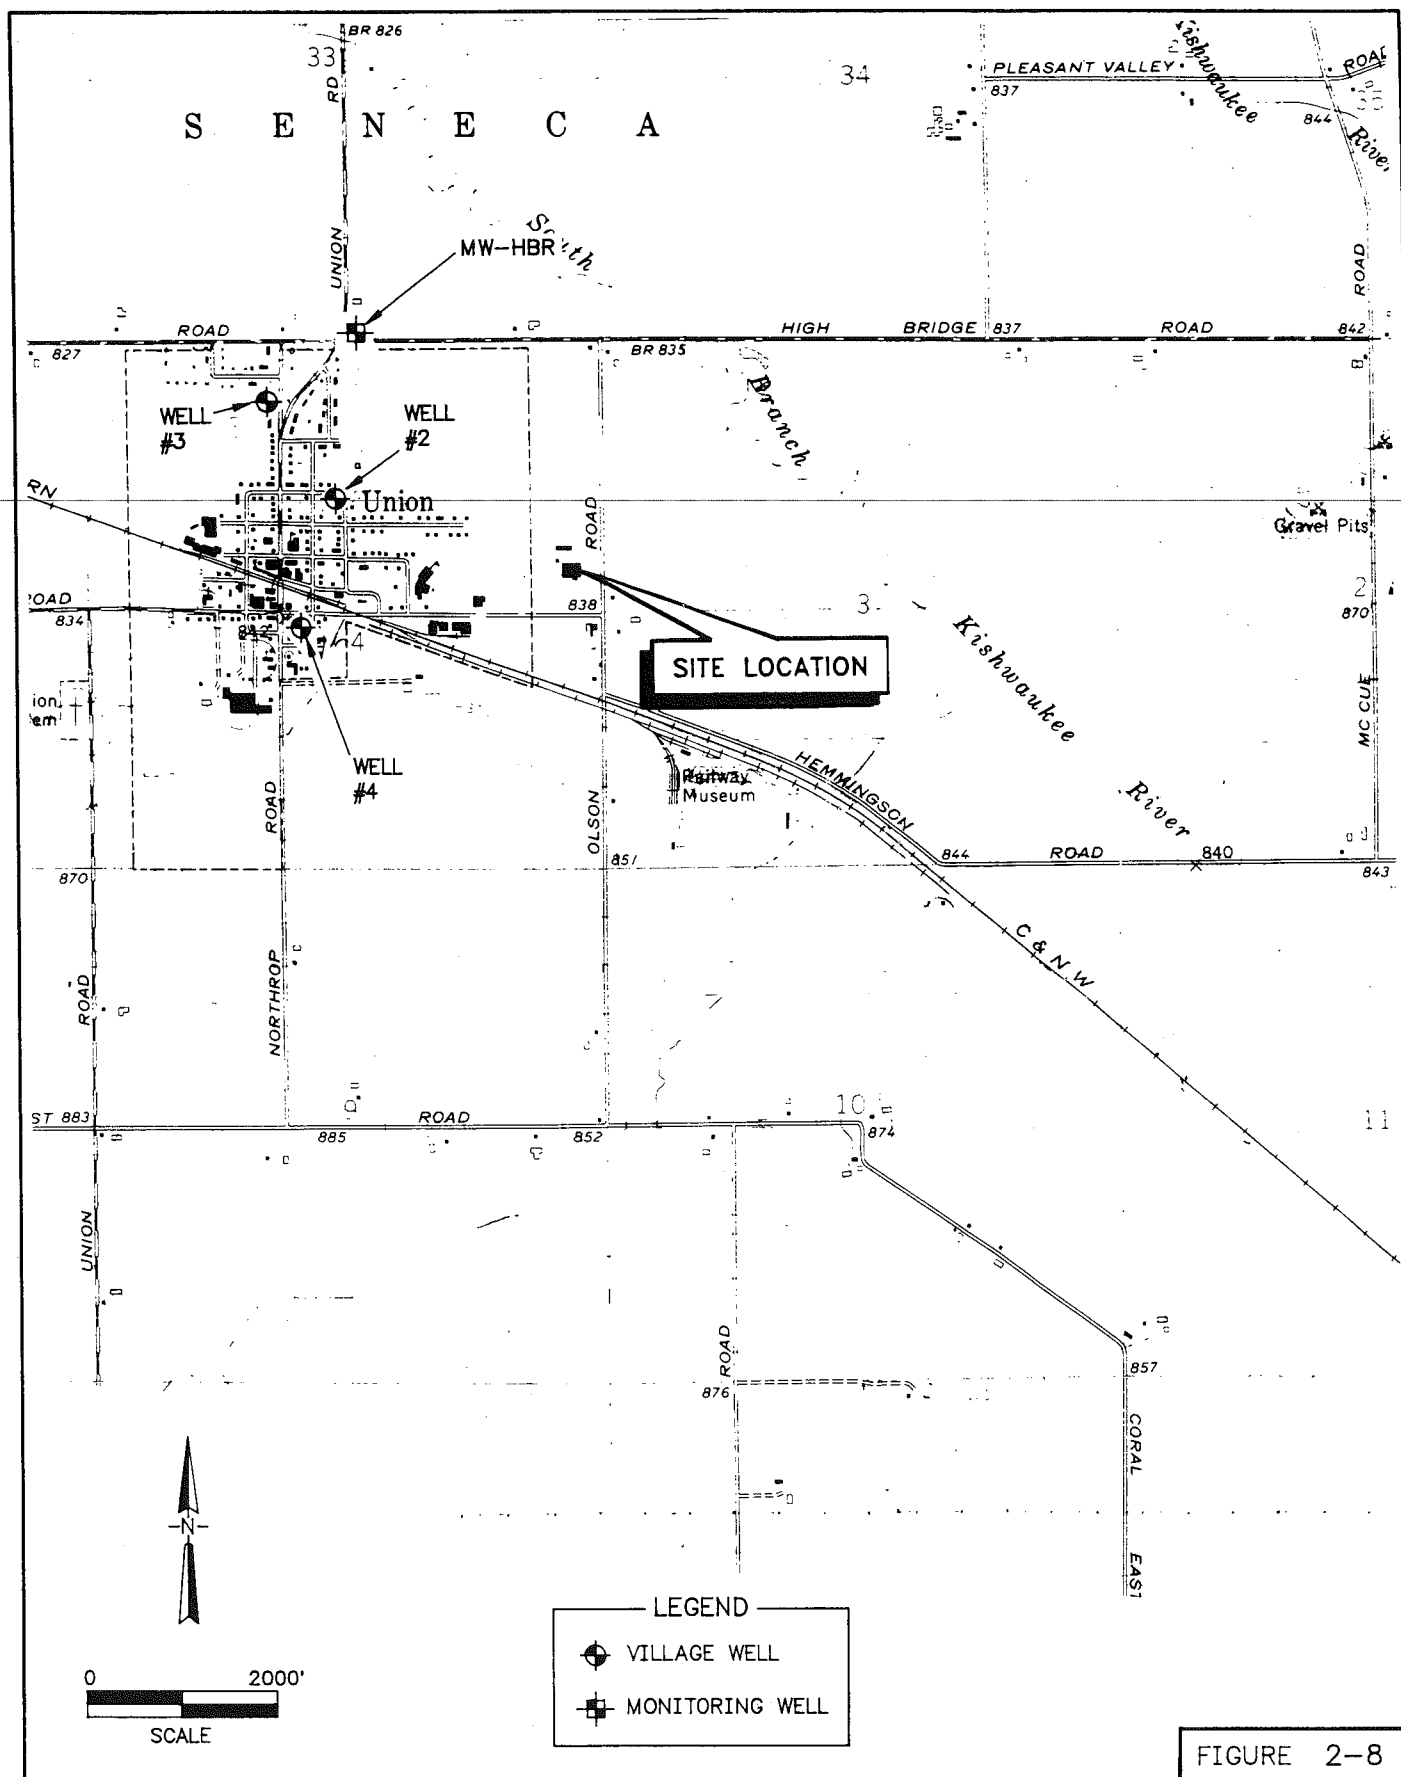 BR 826
33
34
PLEASANT VALLEY
ROAD
837
844
Kishwaukee
River
RD
S E N E C A
UNION
MW-HBR
South
ROAD
ROAD
HIGH BRIDGE
837
ROAD
842
827
BR 835
Branch
WELL
#3
WELL
#2
RN
Union
ROAD
Gravel Pits
ROAD
834
838
3
2
870
842
4
Kishwaukee
SITE LOCATION
MC CUE
WELL
#4
Railway
Museum
HEMMINGSON
River
ROAD
OLSON
844
ROAD
840
843
870
851
C & N W
ROAD
NORTHROP
ST 883
885
ROAD
852
10
874
11
UNION
ROAD
876
857
CORAL
EAST
N
0
2000'
SCALE
LEGEND
VILLAGE WELL
MONITORING WELL
FIGURE 2-8